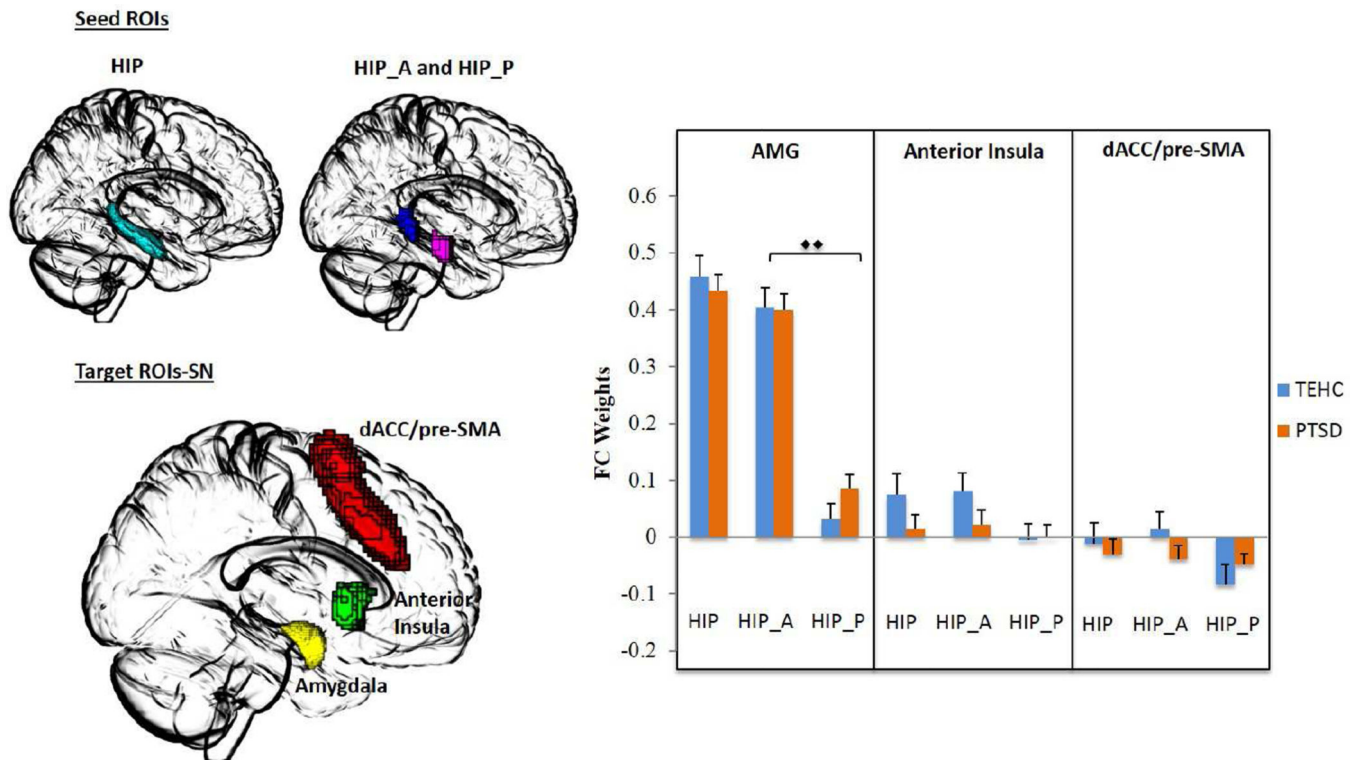 Seed ROIs
HIP
HIP_A and HIP_P
Target ROIs-SN
dACC/pre-SMA
Anterior
Insula
Amygdala
AMG
Anterior Insula
dACC/pre-SMA
FC Weights
0.6
0.5
0.4
0.3
0.2
0.1
0
-0.1
-0.2
◆◆
HIP
HIP_A
HIP_P
HIP
HIP_A
HIP_P
HIP
HIP_A
HIP_P
TEHC
PTSD